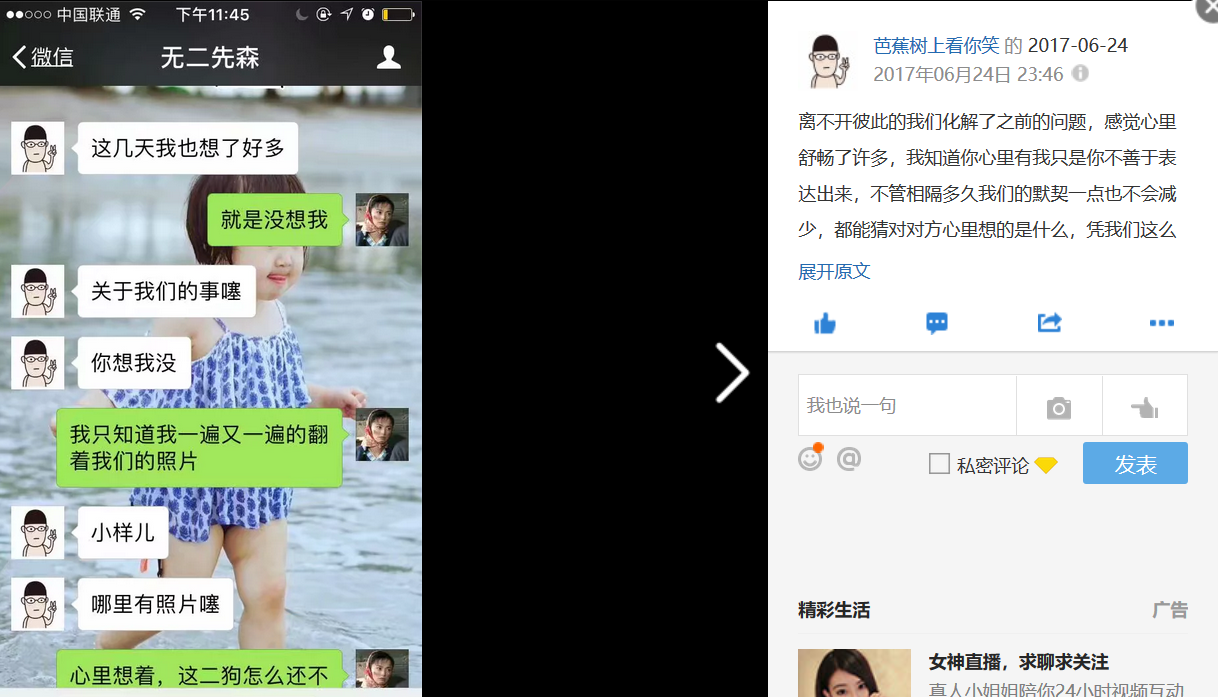 中国联通
下午11:45
微信
无二先森
这几天我也想了好多
就是没想我
关于我们的事噻
你想我没
我只知道我一遍又一遍的翻
着我们的照片
小样儿
哪里有照片噻
心里想着，这二狗怎么还不
芭蕉树上看你笑 的 2017-06-24
2017年06月24日 23:46
离不开彼此的我们化解了之前的问题，感觉心里
舒畅了许多，我知道你心里有我只是你不善于表
达出来，不管相隔多久我们的默契一点也不会减
少，都能猜对对方心里想的是什么，凭我们这么
展开原文
我也说一句
私密评论
发表
精彩生活
广告
女神直播，求聊求关注
真人小姐姐陪你24小时视频互动